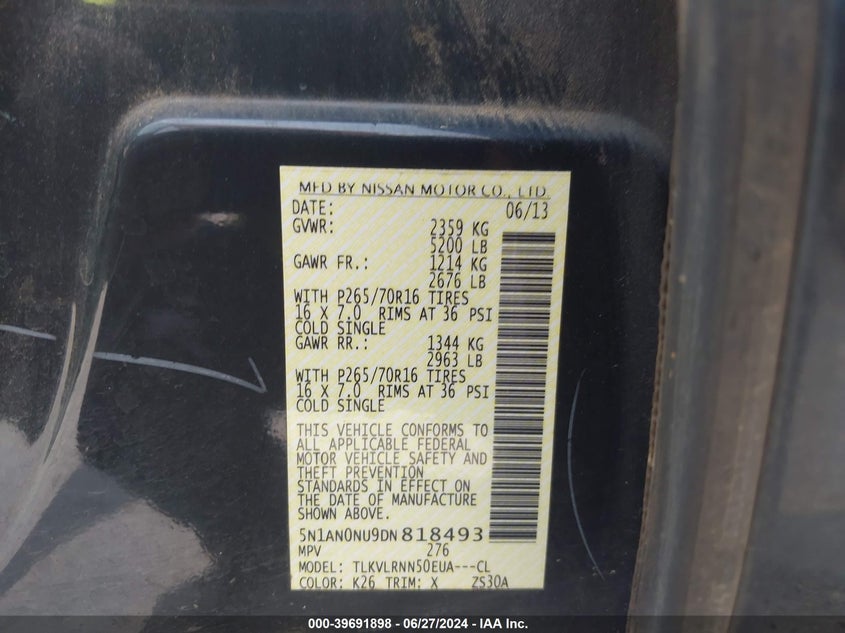 MFD BY NISSAN MOTOR CO., LTD.
DATE: 06/13
GVWR: 2359 KG
5200 LB
GAWR FR.: 1214 KG
2676 LB
WITH P265/70R16 TIRES
16 X 7.0 RIMS AT 36 PSI
COLD SINGLE
GAWR RR.: 1344 KG
2963 LB
WITH P265/70R16 TIRES
16 X 7.0 RIMS AT 36 PSI
COLD SINGLE
THIS VEHICLE CONFORMS TO
ALL APPLICABLE FEDERAL
MOTOR VEHICLE SAFETY AND
THEFT PREVENTION
STANDARDS IN EFFECT ON
THE DATE OF MANUFACTURE
SHOWN ABOVE.
5N1AN0NU9DN818493
MPV 276
MODEL: TLKVLRNN50EUA---CL
COLOR: K26 TRIM: X ZS30A
000-39691898 - 06/27/2024 - IAA Inc.